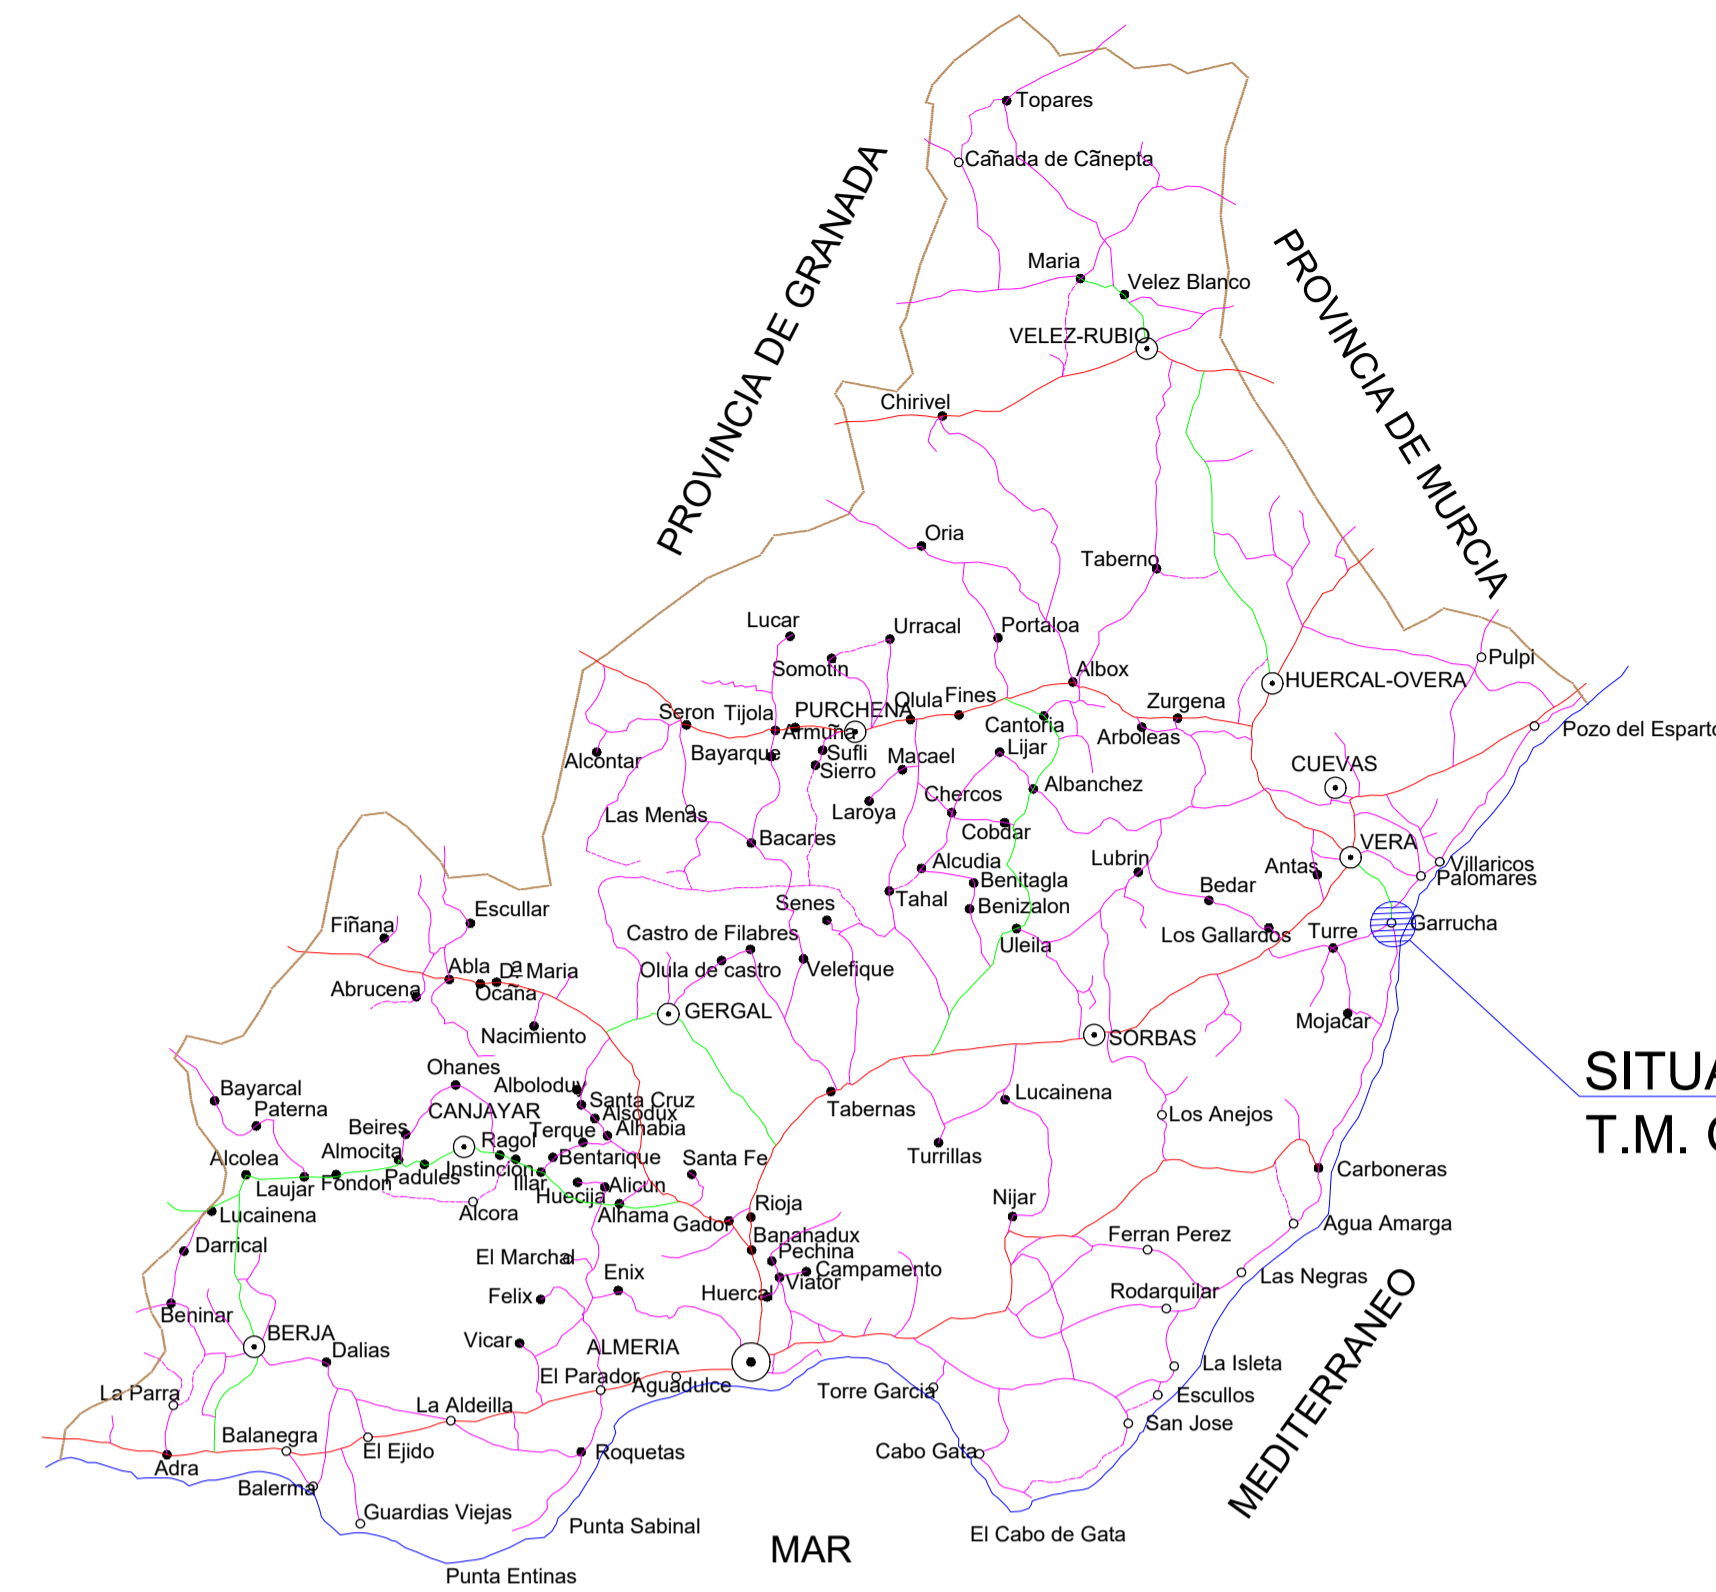 Topares
Cañada de Cãnepta
PROVINCIA DE GRANADA
PROVINCIA DE MURCIA
Maria
Velez Blanco
VELEZ-RUBIO
Chirivel
Oria
Taberno
Lucar
Urracal
Portaloa
Somotin
Pulpi
Albox
HUERCAL-OVERA
Olula
Fines
Zurgena
Seron
Tijola
PURCHENA
Cantoria
Pozo del Esparto
Armuña
Arboleas
Alcontar
Bayarque
Sufli
Lijar
Sierro
Macael
CUEVAS
Albanchez
Chercos
Las Menas
Laroya
Cobdar
Bacares
VERA
Alcudia
Lubrin
Antas
Villaricos
Palomares
Benitagla
Bedar
Tahal
Escullar
Senes
Benizalon
Fiñana
Garrucha
Castro de Filabres
Uleila
Los Gallardos
Turre
Abla
D.ª Maria
Olula de castro
Velefique
Abrucena
Ocaña
GERGAL
Mojacar
Nacimiento
SORBAS
Ohanes
SITUA
Bayarcal
Alboloduy
Lucainena
Paterna
Santa Cruz
CANJAYAR
Alsodux
Tabernas
Los Anejos
Beires
Terque
Alhabia
T.M. G
Almocita
Ragol
Alcolea
Bentarique
Santa Fe
Turrillas
Padules
Instincion
Carboneras
Laujar
Fondon
Illar
Huecija
Alicun
Nijar
Lucainena
Alcora
Alhama
Gador
Rioja
Agua Amarga
Darrical
Banahadux
Ferran Perez
El Marchal
Pechina
Enix
Campamento
Las Negras
Viator
Felix
Huercal
Rodarquilar
Beninar
BERJA
Vicar
ALMERIA
Dalias
La Isleta
El Parador
Aguadulce
Torre Garcia
La Parra
Escullos
La Aldeilla
San Jose
MEDITERRANEO
Balanegra
El Ejido
Roquetas
Cabo Gata
Adra
Balerma
Guardias Viejas
Punta Sabinal
El Cabo de Gata
MAR
Punta Entinas